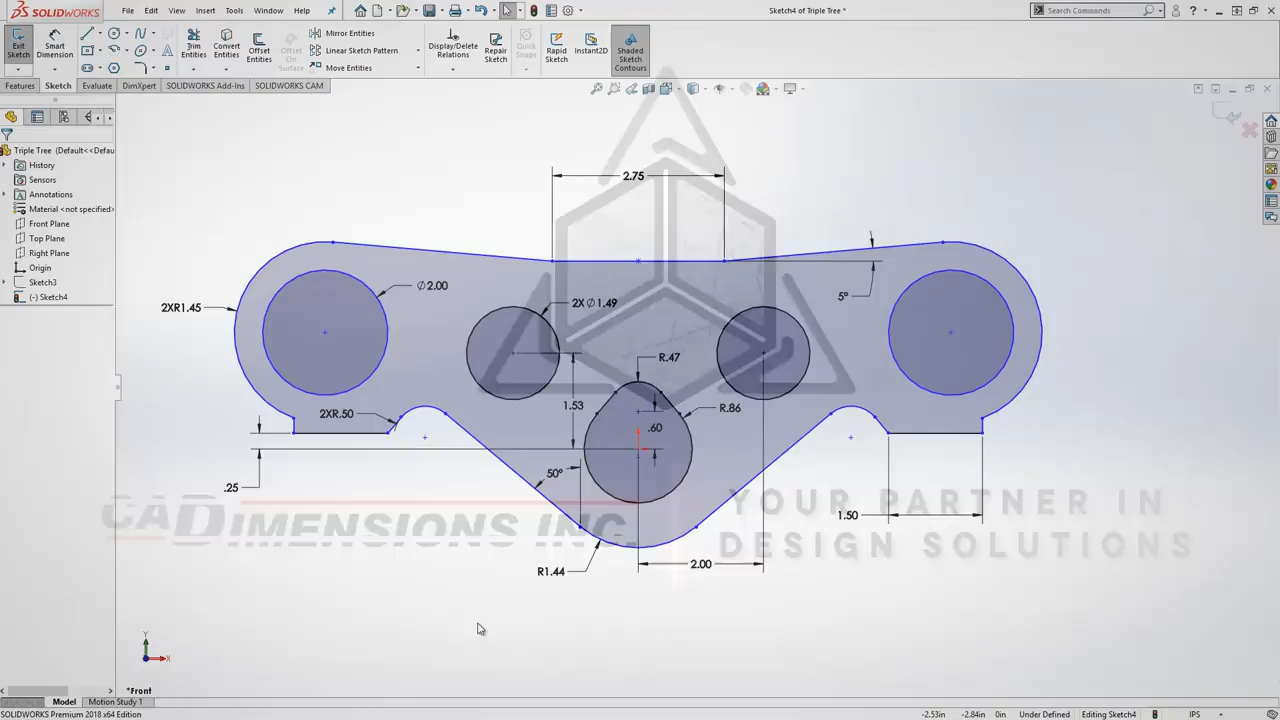 SOLIDWORKS
File Edit View Insert Tools Window Help
Sketch4 of Triple Tree *
Search Commands
Exit Sketch
Smart Dimension
Trim Entities
Convert Entities
Offset Entities
Offset On Surface
Mirror Entities
Linear Sketch Pattern
Move Entities
Display/Delete Relations
Repair Sketch
Quick Snaps
Rapid Sketch
Instant2D
Shaded Sketch Contours
Features Sketch Evaluate DimXpert SOLIDWORKS Add-Ins SOLIDWORKS CAM
Triple Tree (Default<<Defau
History
Sensors
Annotations
Material <not specified>
Front Plane
Top Plane
Right Plane
Origin
Sketch3
(-) Sketch4
2.75
5°
Ø2.00
2XR1.45
2X Ø1.49
R.47
1.53
R.86
2XR.50
.60
.25
50°
1.50
R1.44
2.00
CADIMENSIONS INC.
YOUR PARTNER IN
DESIGN SOLUTIONS
Y
X
*Front
Model Motion Study 1
SOLIDWORKS Premium 2018 x64 Edition
-2.53in -2.84in 0in Under Defined Editing Sketch4 IPS